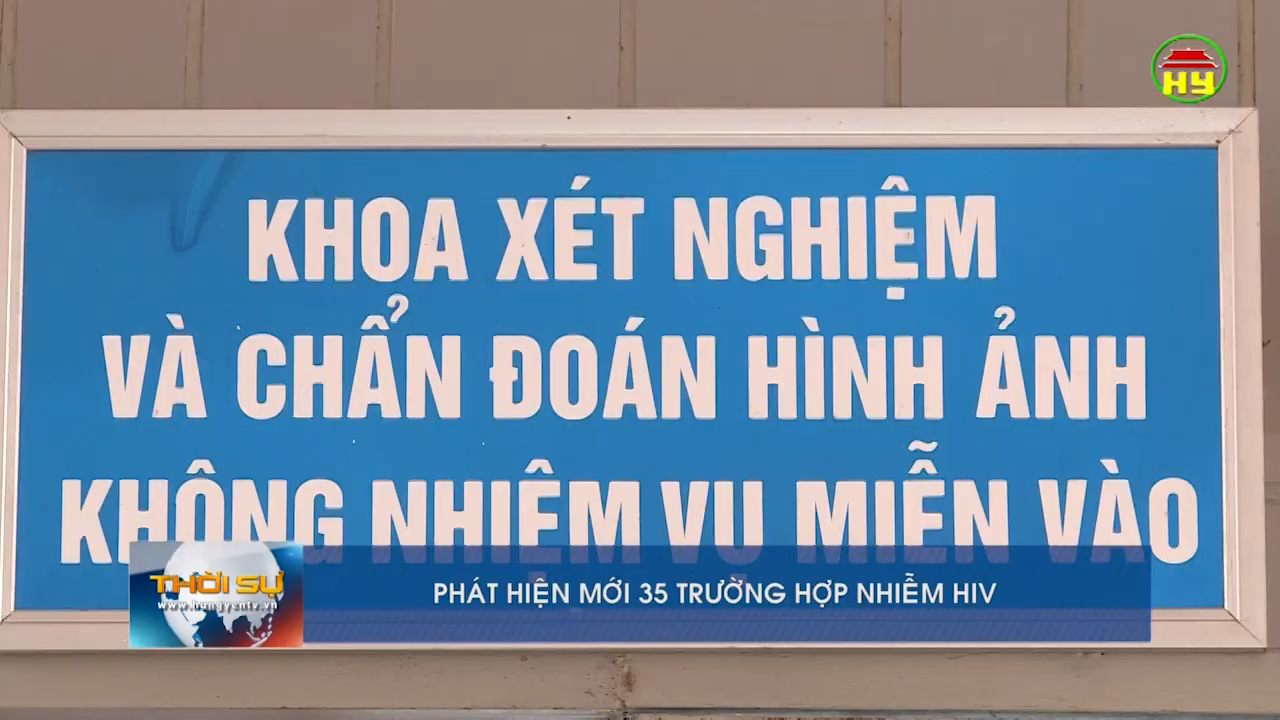 HY
KHOA XÉT NGHIỆM
VÀ CHẨN ĐOÁN HÌNH ẢNH
KHÔNG NHIỆM VỤ MIỄN VÀO
THỜI SỰ
www.hungyentv.vn
PHÁT HIỆN MỚI 35 TRƯỜNG HỢP NHIỄM HIV